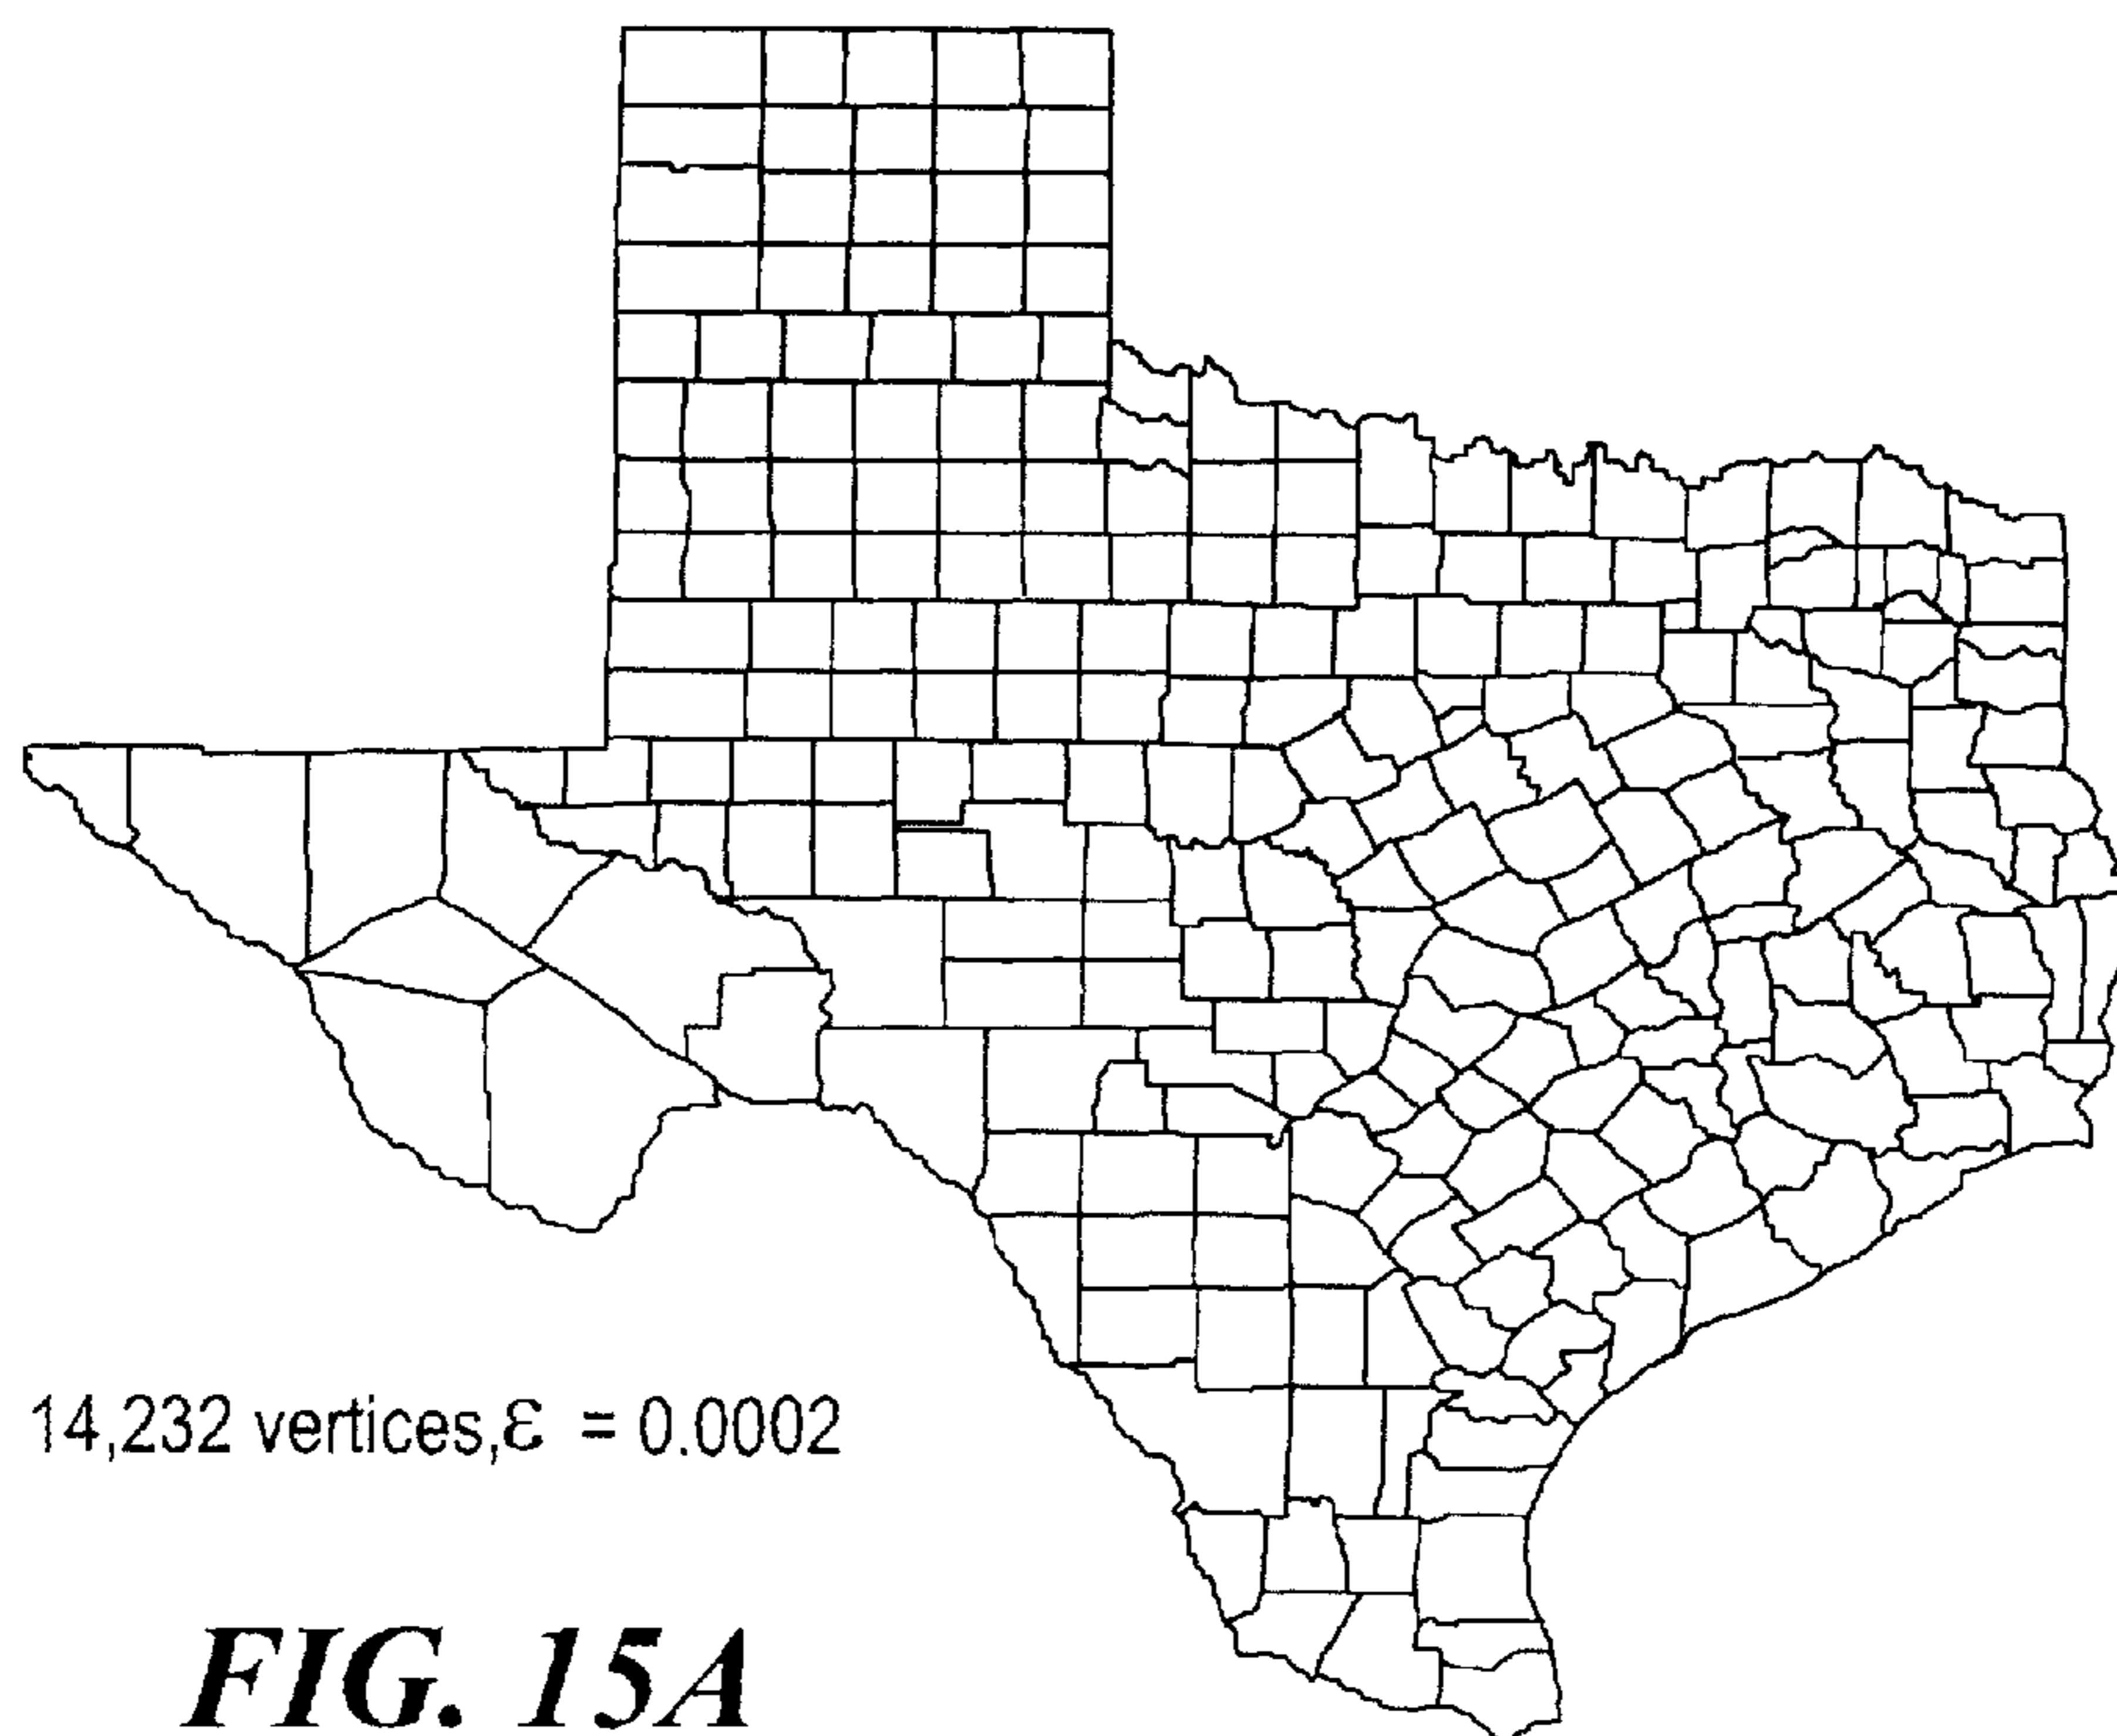 14,232 vertices,ε = 0.0002
FIG. 15A